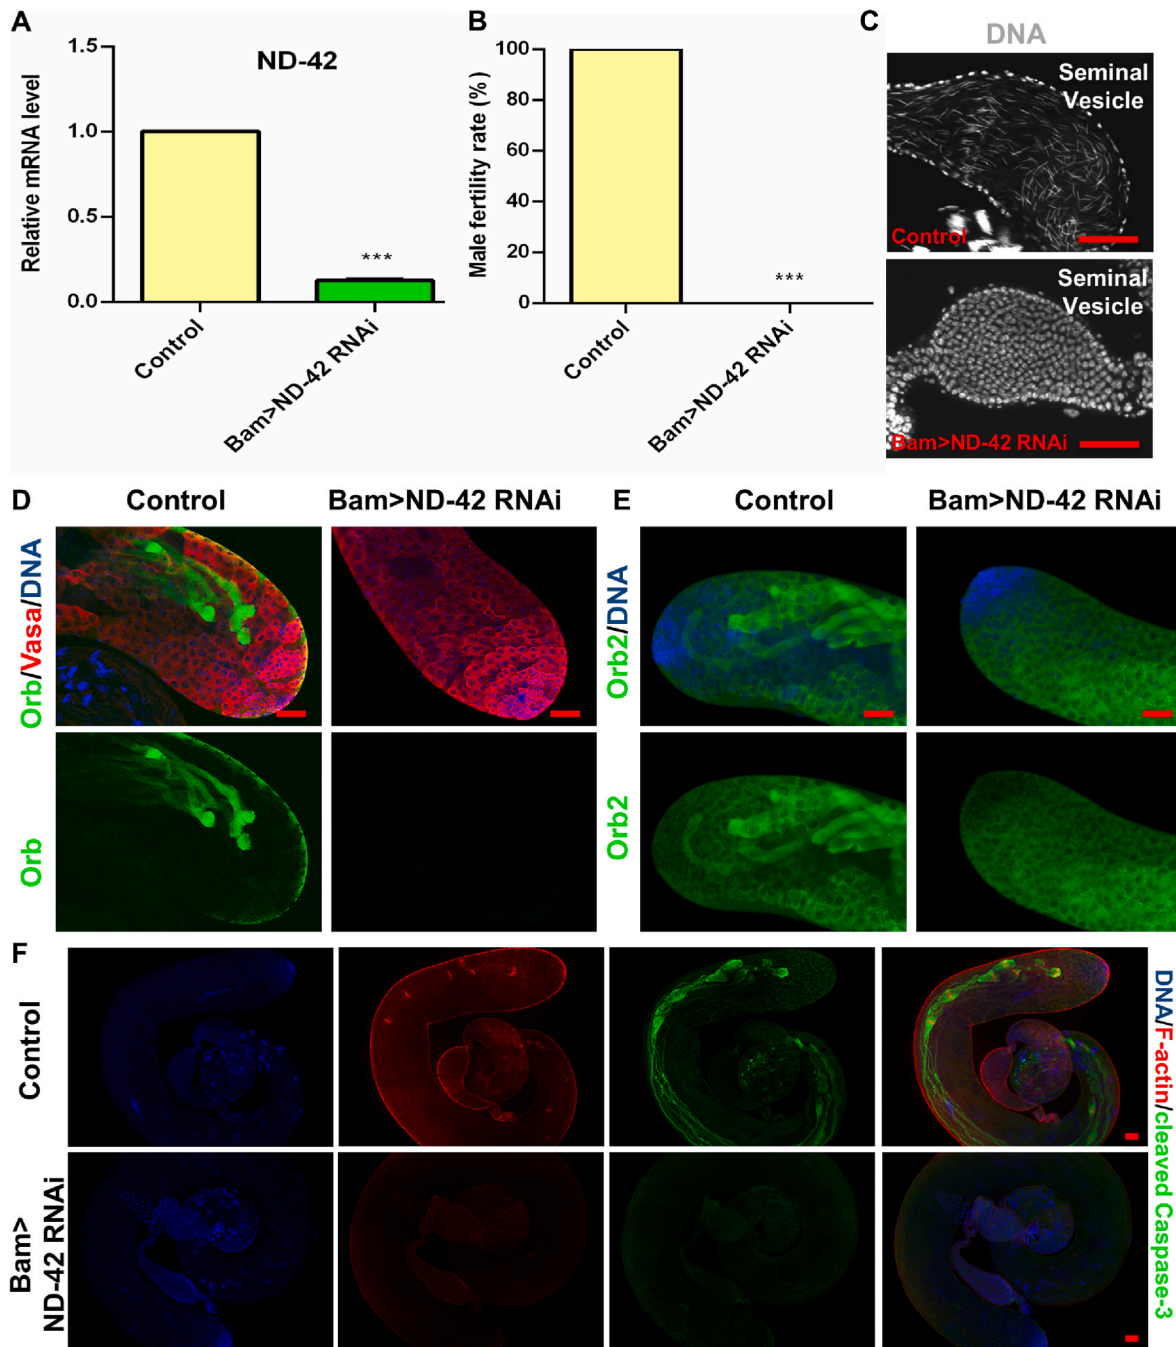 A
ND-42
Relative mRNA level
1.5
1.0
0.5
0.0
***
Control
Bam>ND-42 RNAi
B
Male fertility rate (%)
100
80
60
40
20
0
***
Control
Bam>ND-42 RNAi
C
DNA
Seminal
Vesicle
Control
Seminal
Vesicle
Bam>ND-42 RNAi
D
Control
Bam>ND-42 RNAi
Orb/Vasa/DNA
Orb
E
Control
Bam>ND-42 RNAi
Orb2/DNA
Orb2
F
Control
Bam>
ND-42 RNAi
DNA/F-actin/cleaved Caspase-3